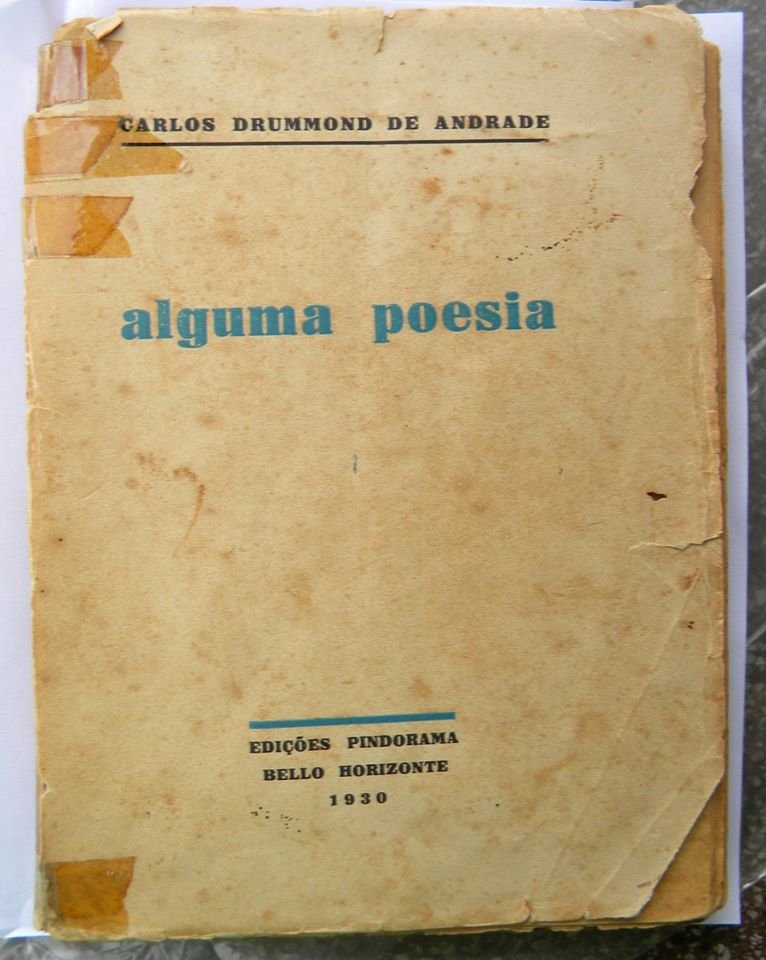 CARLOS DRUMMOND DE ANDRADE
alguma poesia
EDIÇÕES PINDORAMA
BELLO HORIZONTE
1930